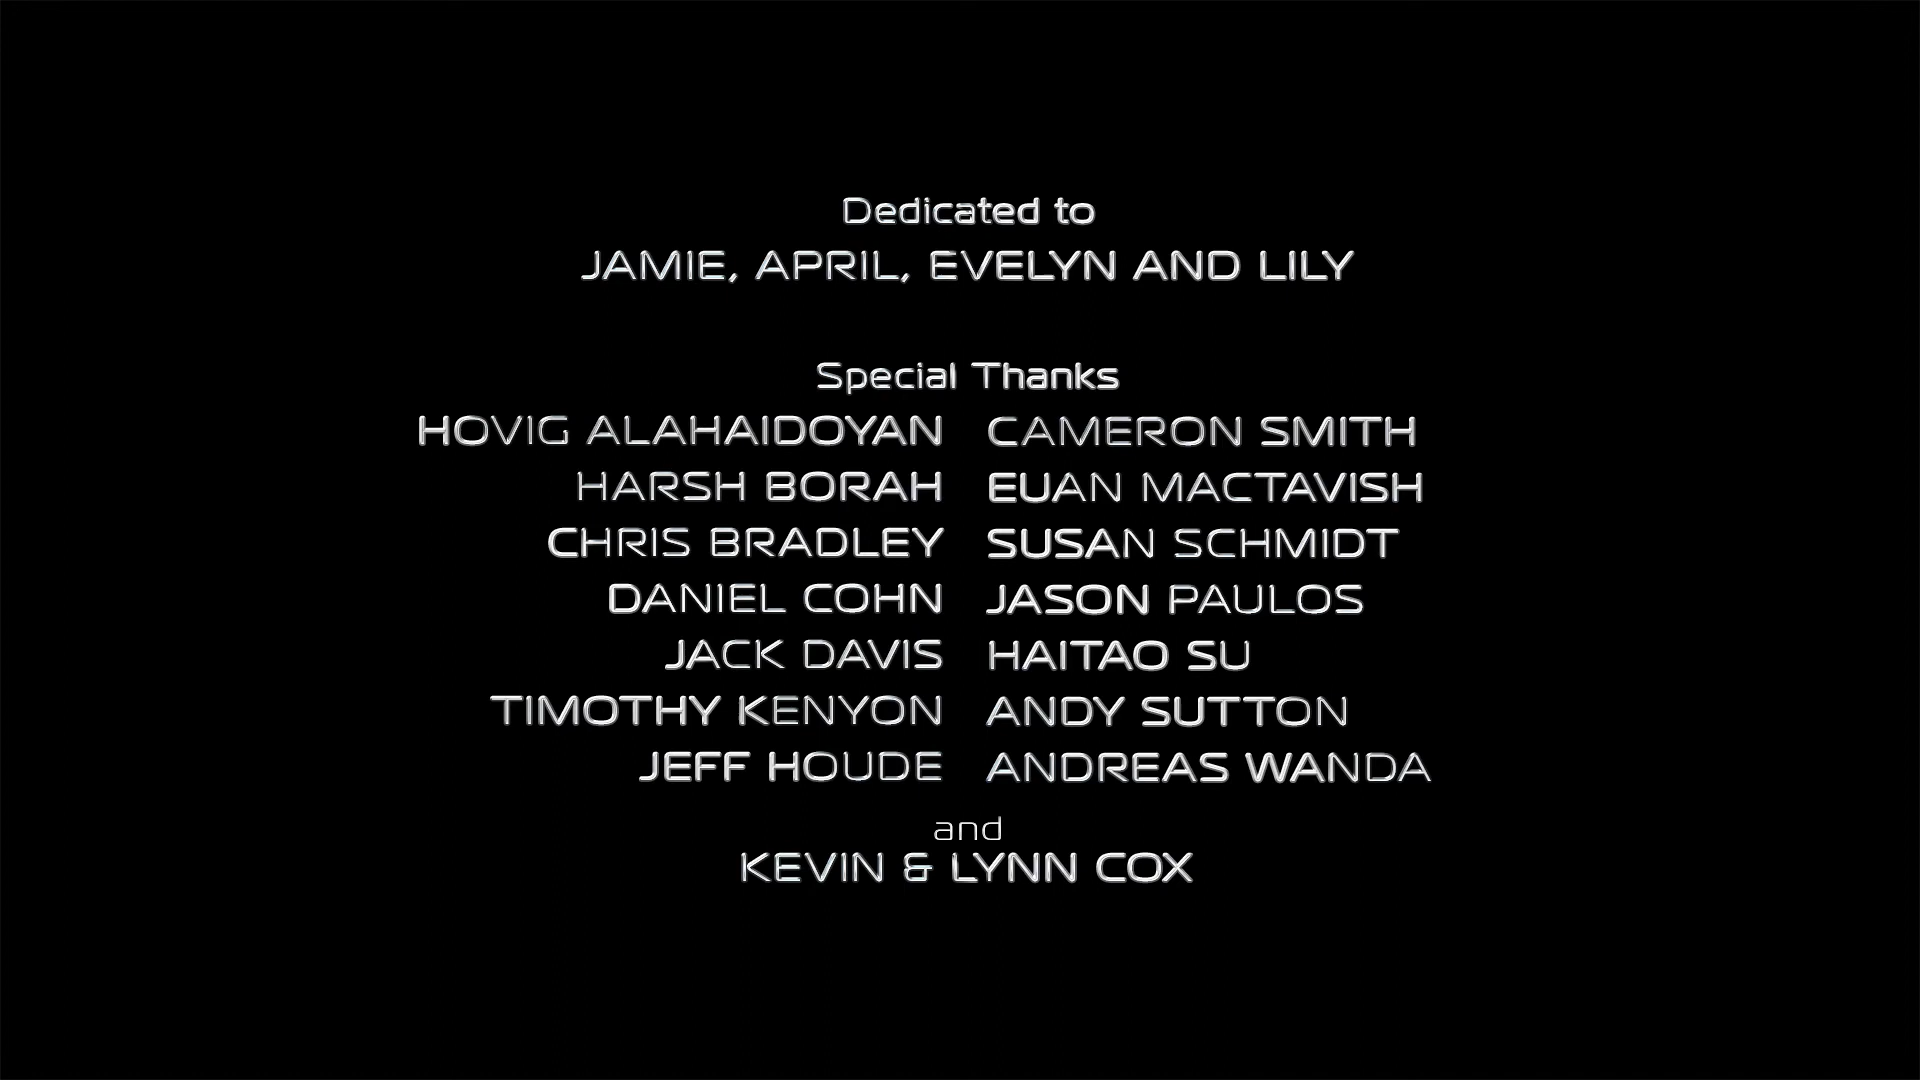 Dedicated to
JAMIE, APRIL, EVELYN AND LILY
Special Thanks
HOVIG ALAHAIDOYAN CAMERON SMITH
HARSH BORAH EUAN MACTAVISH
CHRIS BRADLEY SUSAN SCHMIDT
DANIEL COHN JASON PAULOS
JACK DAVIS HAITAO SU
TIMOTHY KENYON ANDY SUTTON
JEFF HOUDE ANDREAS WANDA
and
KEVIN & LYNN COX